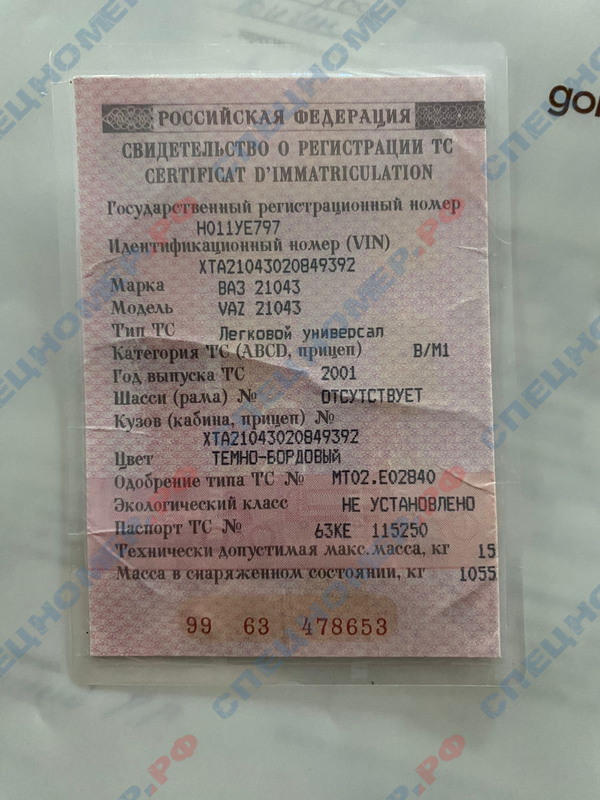 РОССИЙСКАЯ ФЕДЕРАЦИЯ
СВИДЕТЕЛЬСТВО О РЕГИСТРАЦИИ ТС
CERTIFICAT D'IMMATRICULATION
Государственный регистрационный номер
Н011УЕ797
Идентификационный номер (VIN)
XTA21043020849392
Марка ВАЗ 21043
Модель VAZ 21043
Тип ТС Легковой универсал
Категория ТС (ABCD, прицеп) B/M1
Год выпуска ТС 2001
Шасси (рама) № ОТСУТСТВУЕТ
Кузов (кабина, прицеп) №
XTA21043020849392
Цвет ТЕМНО-БОРДОВЫЙ
Одобрение типа ТС № МТ02.Е02840
Экологический класс НЕ УСТАНОВЛЕНО
Паспорт ТС № 63КЕ 115250
Технически допустимая макс. масса, кг 15
Масса в снаряженном состоянии, кг 1055
99 63 478653
СПЕЦНОМЕР.РФ